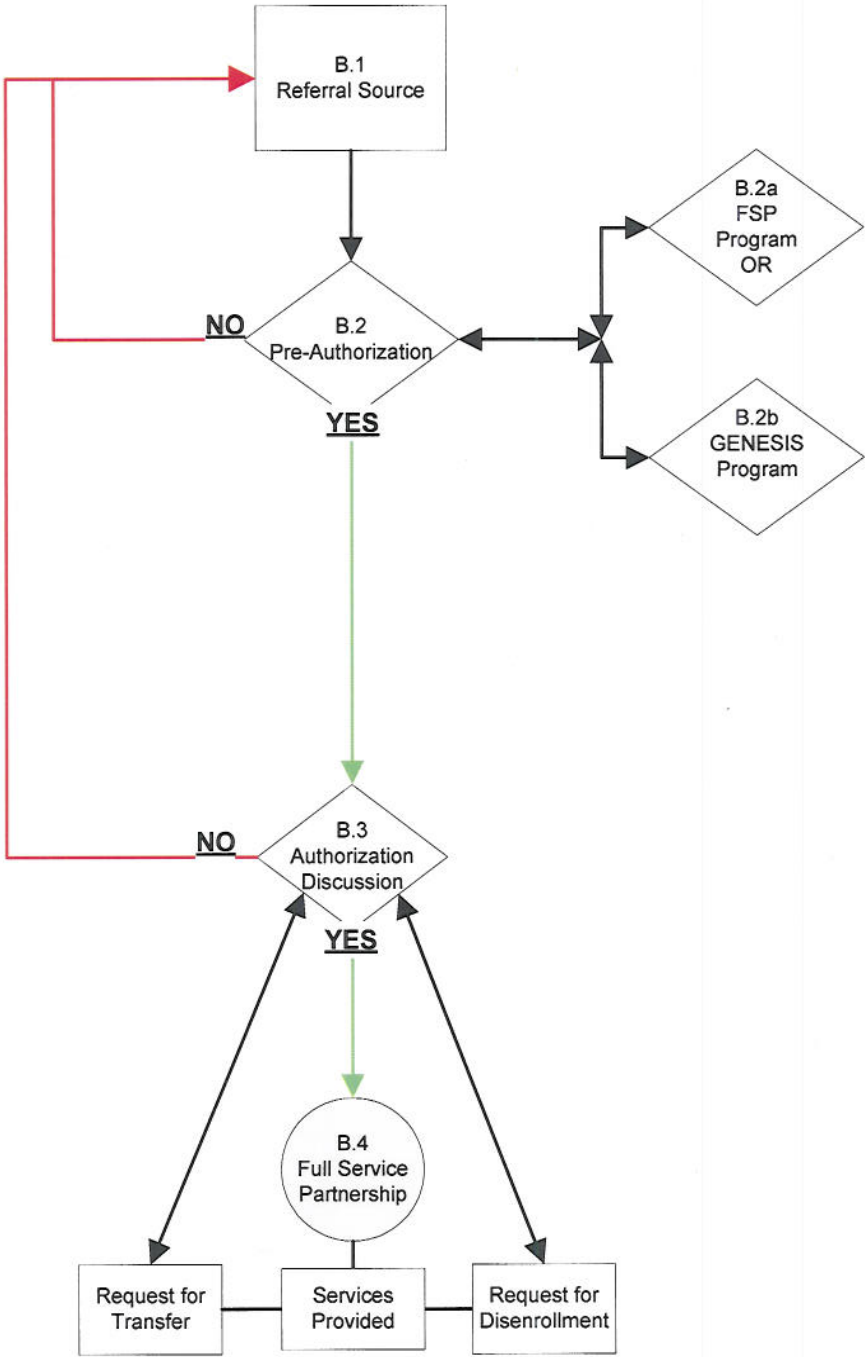 B.1
Referral Source
B.2a
FSP
Program
OR
NO
B.2
Pre-Authorization
YES
B.2b
GENESIS
Program
NO
B.3
Authorization
Discussion
YES
B.4
Full Service
Partnership
Request for
Transfer
Services
Provided
Request for
Disenrollment